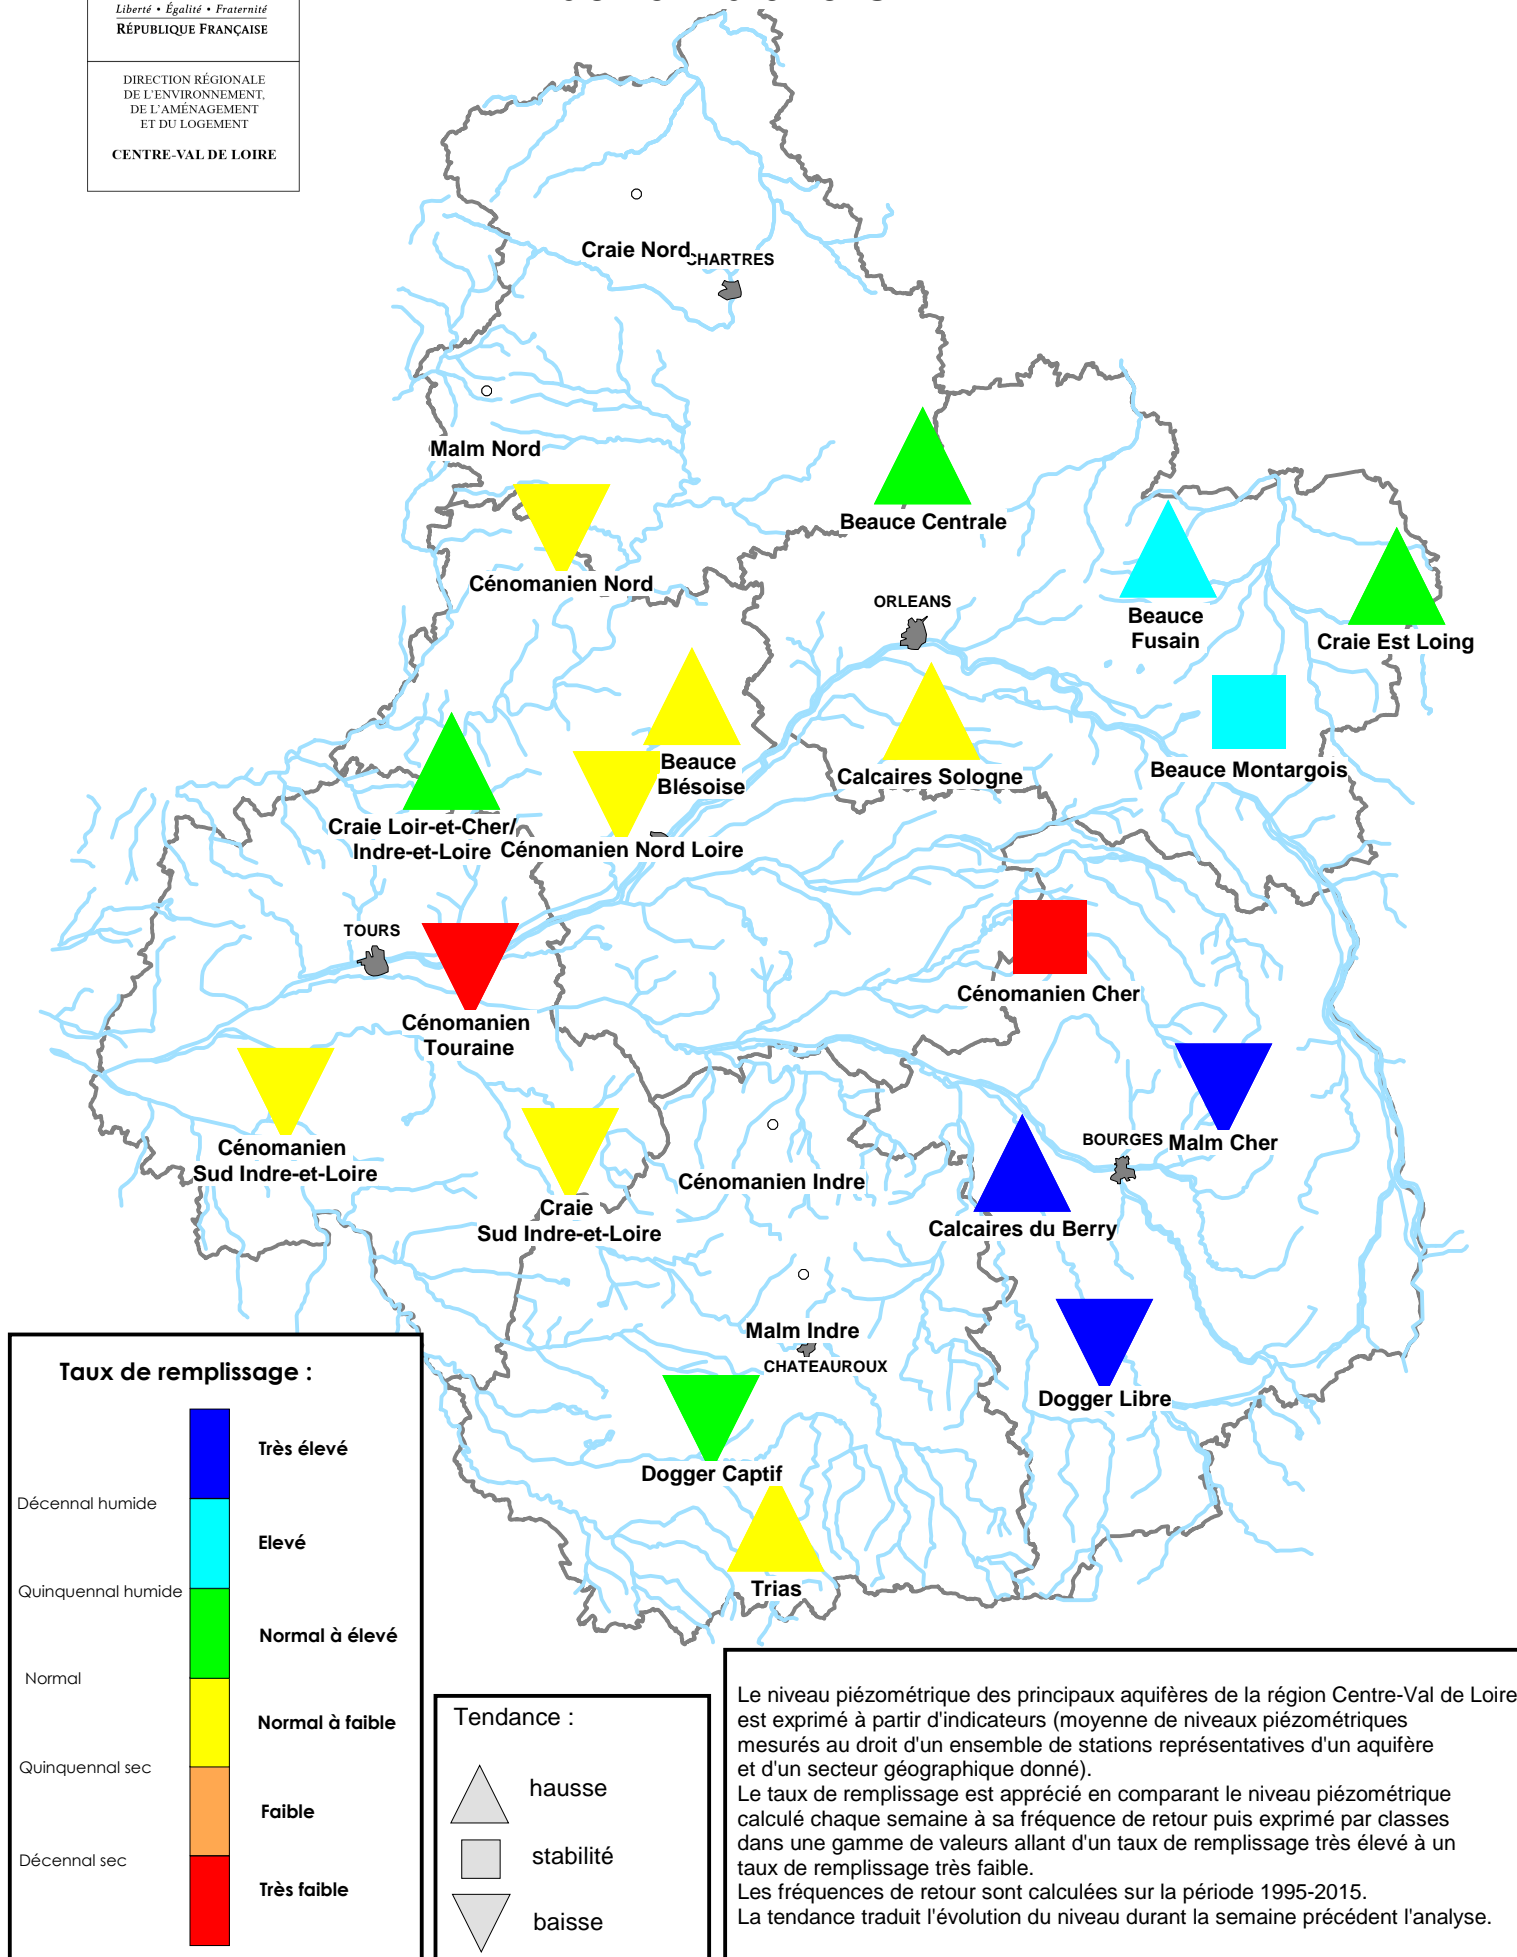 Liberté • Égalité • Fraternité
RÉPUBLIQUE FRANÇAISE
DIRECTION RÉGIONALE
DE L'ENVIRONNEMENT,
DE L'AMÉNAGEMENT
ET DU LOGEMENT
CENTRE-VAL DE LOIRE
Craie Nord
CHARTRES
Malm Nord
Beauce Centrale
Cénomanien Nord
ORLEANS
Beauce
Fusain
Craie Est Loing
Beauce
Blésoise
Calcaires Sologne
Beauce Montargois
Craie Loir-et-Cher/
Indre-et-Loire
Cénomanien Nord Loire
TOURS
Cénomanien Cher
Cénomanien
Touraine
Cénomanien
Sud Indre-et-Loire
BOURGES
Malm Cher
Cénomanien Indre
Craie
Sud Indre-et-Loire
Calcaires du Berry
Malm Indre
CHATEAUROUX
Dogger Libre
Dogger Captif
Trias
Taux de remplissage :
Très élevé
Décennal humide
Elevé
Quinquennal humide
Normal à élevé
Normal
Normal à faible
Quinquennal sec
Faible
Décennal sec
Très faible
Tendance :
hausse
stabilité
baisse
Le niveau piézométrique des principaux aquifères de la région Centre-Val de Loire
est exprimé à partir d'indicateurs (moyenne de niveaux piézométriques
mesurés au droit d'un ensemble de stations représentatives d'un aquifère
et d'un secteur géographique donné).
Le taux de remplissage est apprécié en comparant le niveau piézométrique
calculé chaque semaine à sa fréquence de retour puis exprimé par classes
dans une gamme de valeurs allant d'un taux de remplissage très élevé à un
taux de remplissage très faible.
Les fréquences de retour sont calculées sur la période 1995-2015.
La tendance traduit l'évolution du niveau durant la semaine précédent l'analyse.